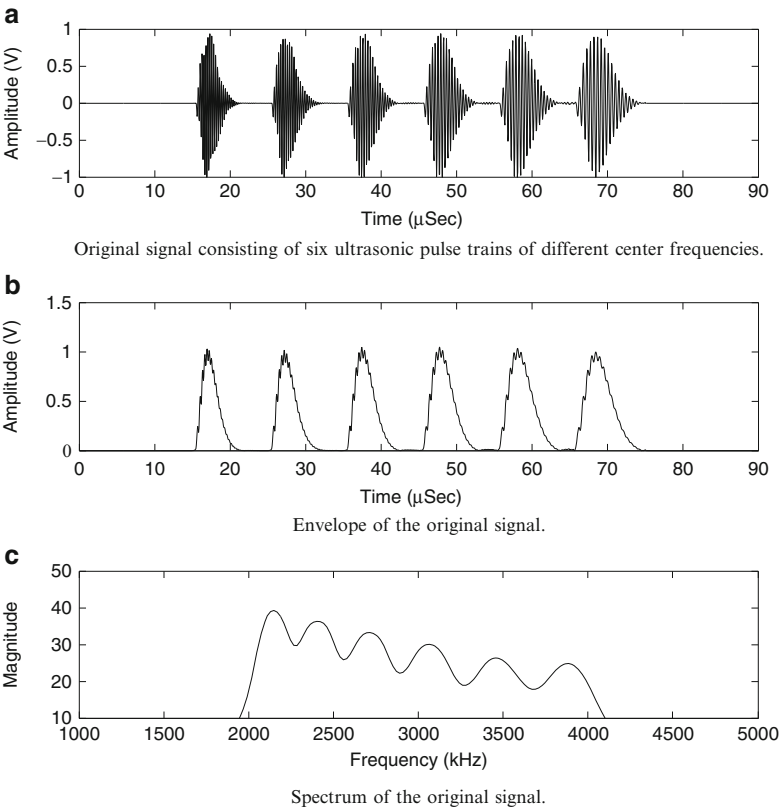 a
1
0.5
0
−0.5
−1
Amplitude (V)
0 10 20 30 40 50 60 70 80 90
Time (μSec)
Original signal consisting of six ultrasonic pulse trains of different center frequencies.
b
1.5
1
0.5
0
Amplitude (V)
0 10 20 30 40 50 60 70 80 90
Time (μSec)
Envelope of the original signal.
c
50
40
30
20
10
Magnitude
1000 1500 2000 2500 3000 3500 4000 4500 5000
Frequency (kHz)
Spectrum of the original signal.